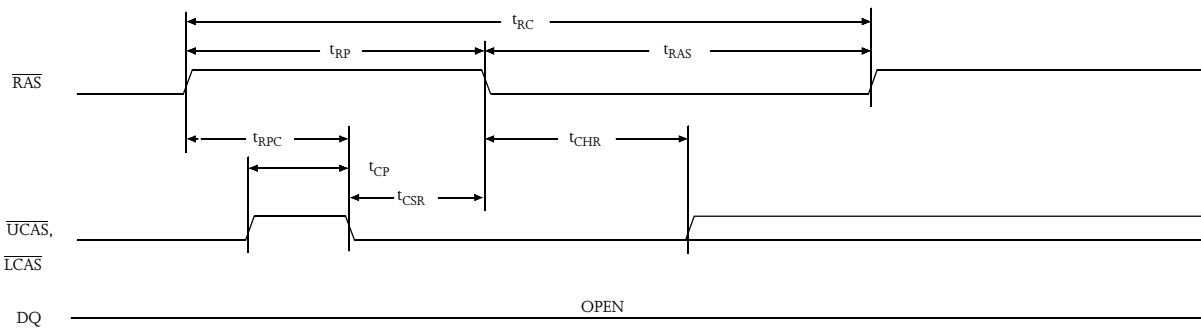 tRC
tRP
tRAS
RAS
tRPC
tCHR
tCP
tCSR
UCAS,
LCAS
OPEN
DQ